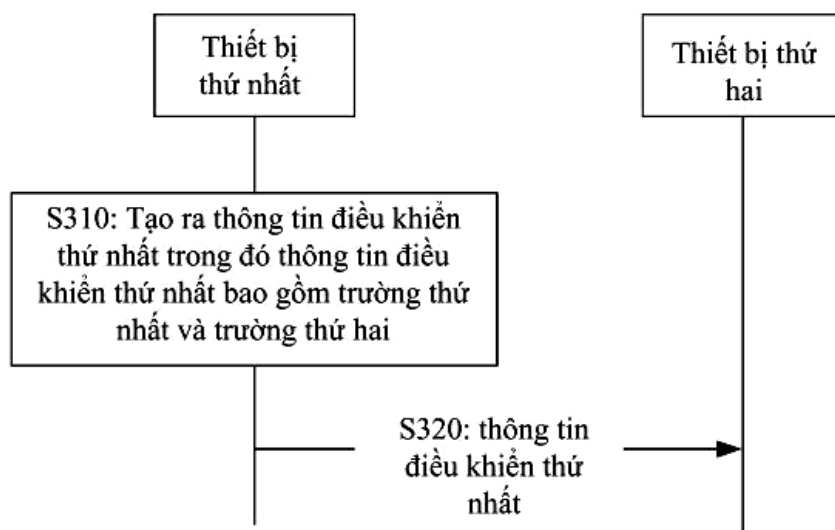 Thiết bị
thứ nhất
Thiết bị thứ
hai
S310: Tạo ra thông tin điều khiển
thứ nhất trong đó thông tin điều
khiển thứ nhất bao gồm trường thứ
nhất và trường thứ hai
S320: thông tin
điều khiển thứ
nhất